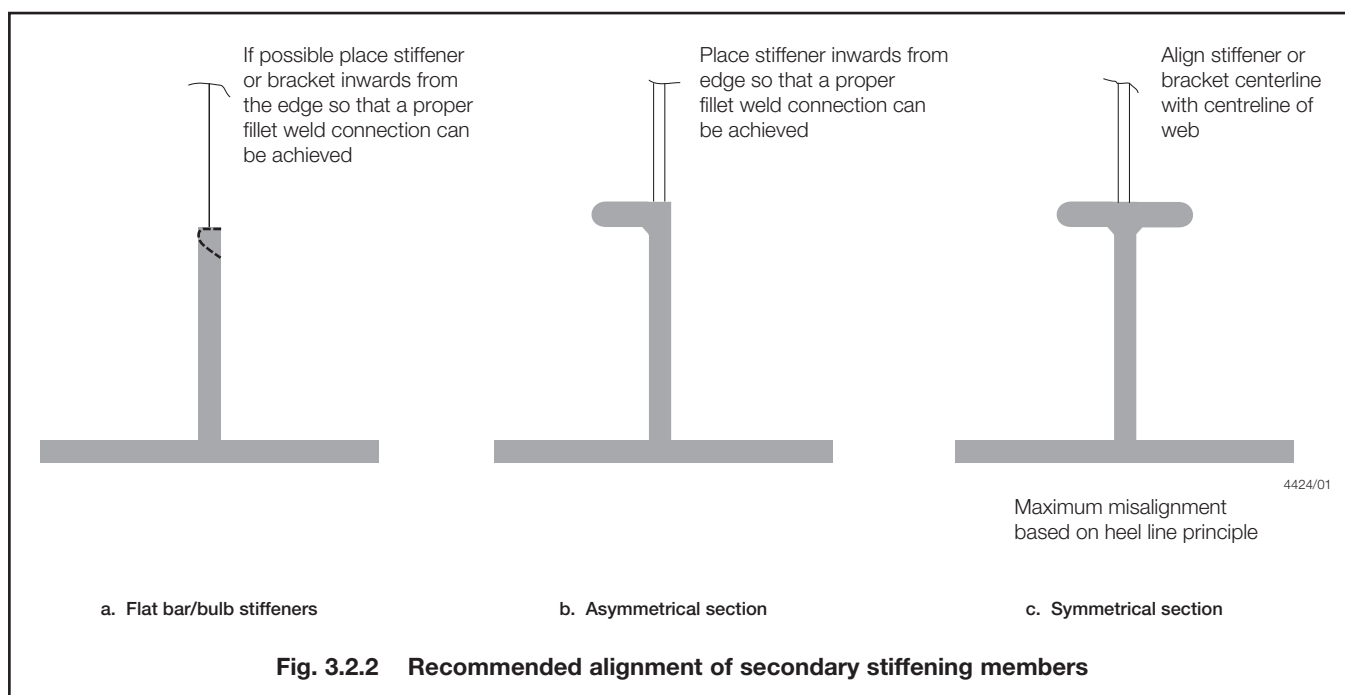 If possible place stiffener
or bracket inwards from
the edge so that a proper
fillet weld connection can
be achieved
Place stiffener inwards from
edge so that a proper
fillet weld connection can
be achieved
Align stiffener or
bracket centerline
with centreline of
web
4424/01
Maximum misalignment
based on heel line principle
a. Flat bar/bulb stiffeners
b. Asymmetrical section
c. Symmetrical section
Fig. 3.2.2 Recommended alignment of secondary stiffening members